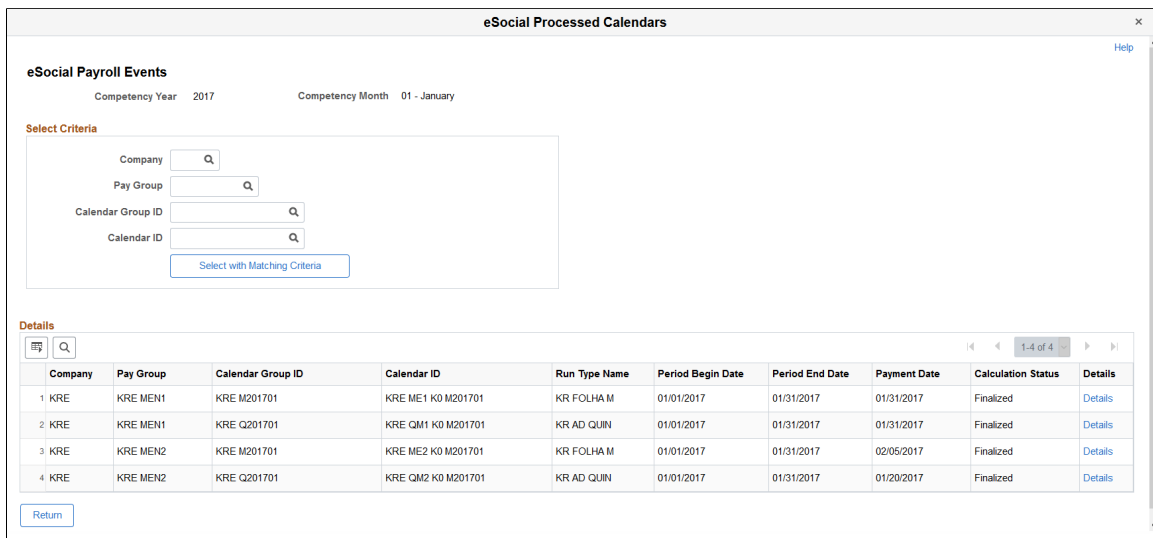 eSocial Processed Calendars ×
Help
eSocial Payroll Events
Competency Year 2017 Competency Month 01 - January
Select Criteria
Company
Pay Group
Calendar Group ID
Calendar ID
Select with Matching Criteria
Details
1-4 of 4
Company Pay Group Calendar Group ID Calendar ID Run Type Name Period Begin Date Period End Date Payment Date Calculation Status Details
1 KRE KRE MEN1 KRE M201701 KRE ME1 K0 M201701 KR FOLHA M 01/01/2017 01/31/2017 01/31/2017 Finalized Details
2 KRE KRE MEN1 KRE Q201701 KRE QM1 K0 M201701 KR AD QUIN 01/01/2017 01/31/2017 01/31/2017 Finalized Details
3 KRE KRE MEN2 KRE M201701 KRE ME2 K0 M201701 KR FOLHA M 01/01/2017 01/31/2017 02/05/2017 Finalized Details
4 KRE KRE MEN2 KRE Q201701 KRE QM2 K0 M201701 KR AD QUIN 01/01/2017 01/31/2017 01/20/2017 Finalized Details
Return